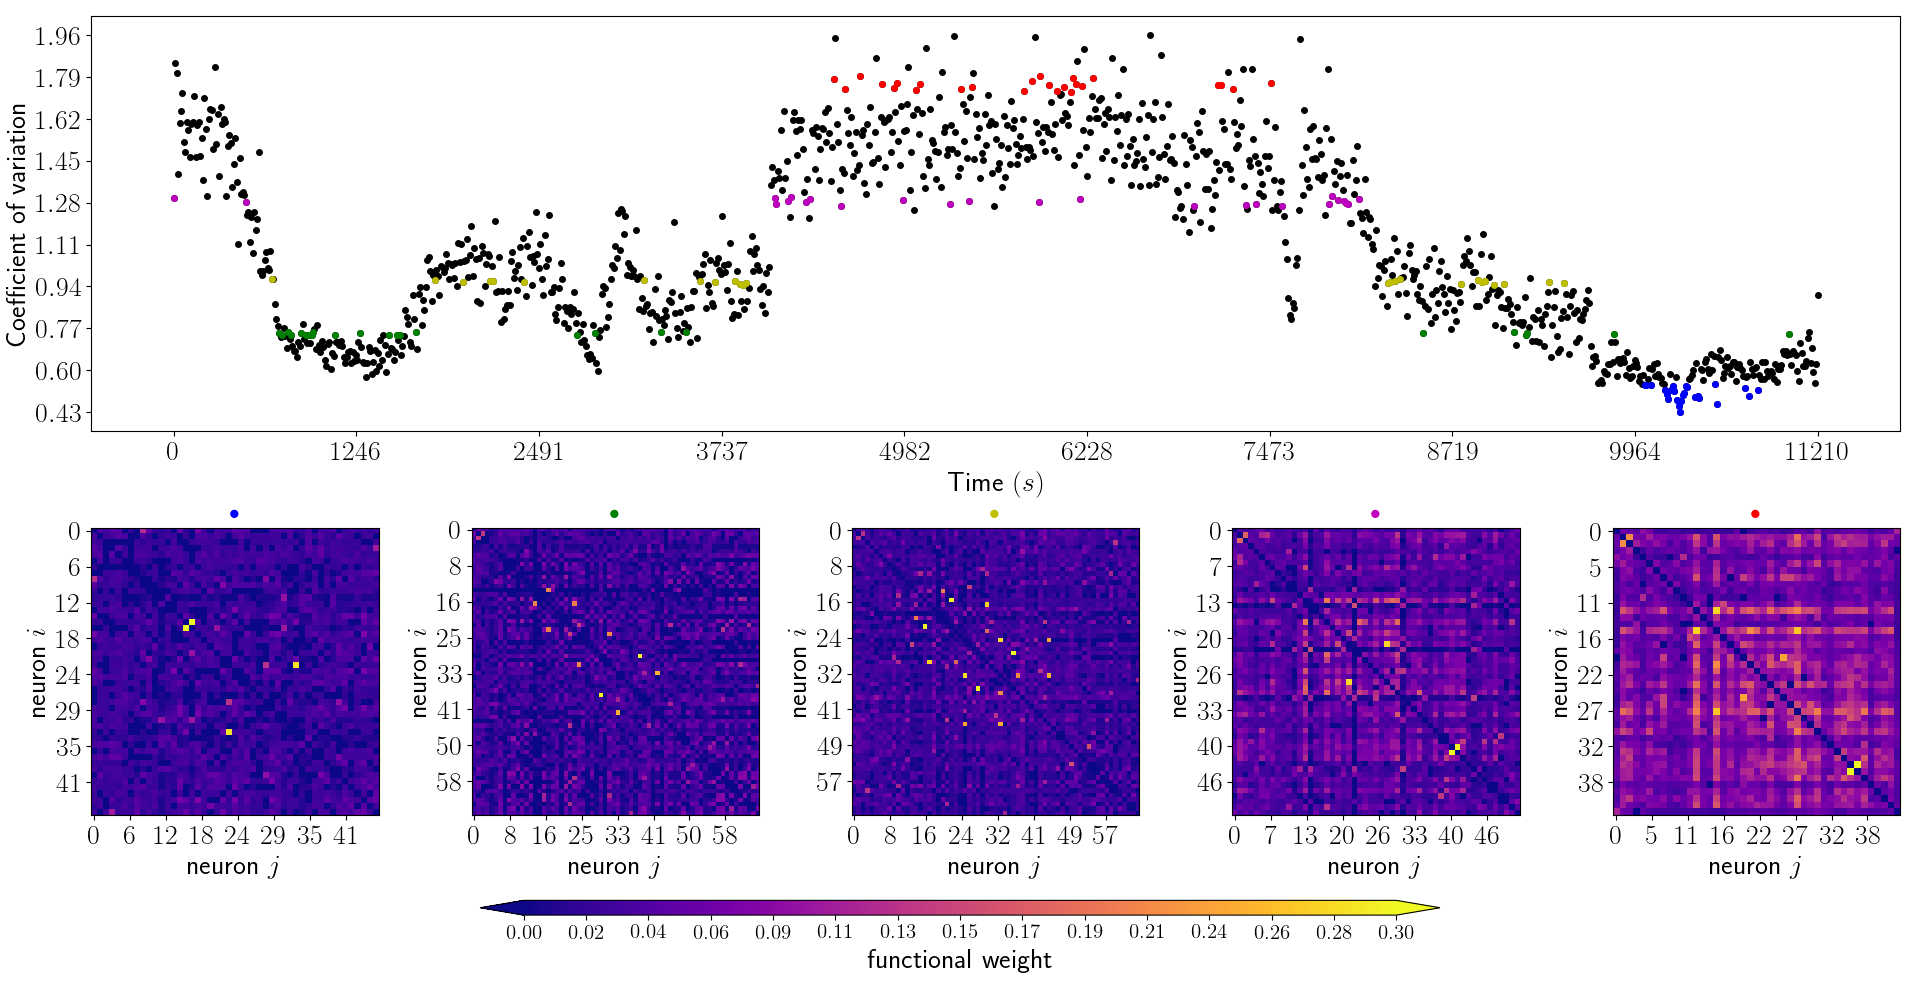 Coefficient of variation
1.96
1.79
1.62
1.45
1.28
1.11
0.94
0.77
0.60
0.43
0 1246 2491 3737 4982 6228 7473 8719 9964 11210
Time (s)
neuron i
0
6
12
18
24
29
35
41
0 6 12 18 24 29 35 41
neuron j
neuron i
0
8
16
25
33
41
50
58
0 8 16 25 33 41 50 58
neuron j
neuron i
0
8
16
24
32
41
49
57
0 8 16 24 32 41 49 57
neuron j
neuron i
0
7
13
20
26
33
40
46
0 7 13 20 26 33 40 46
neuron j
neuron i
0
5
11
16
22
27
32
38
0 5 11 16 22 27 32 38
neuron j
0.00 0.02 0.04 0.06 0.09 0.11 0.13 0.15 0.17 0.19 0.21 0.24 0.26 0.28 0.30
functional weight